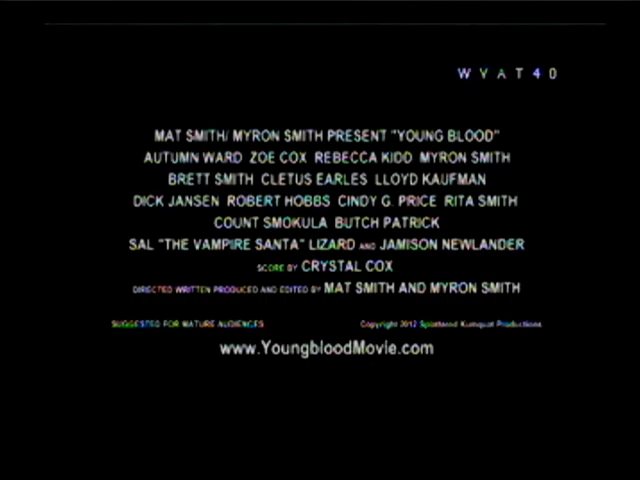 WYAT40
MAT SMITH/ MYRON SMITH PRESENT "YOUNG BLOOD"
AUTUMN WARD ZOE COX REBECCA KIDD MYRON SMITH
BRETT SMITH CLETUS EARLES LLOYD KAUFMAN
DICK JANSEN ROBERT HOBBS CINDY G. PRICE RITA SMITH
COUNT SMOKULA BUTCH PATRICK
SAL "THE VAMPIRE SANTA" LIZARD AND JAMISON NEWLANDER
SCORE BY CRYSTAL COX
DIRECTED WRITTEN PRODUCED AND EDITED BY MAT SMITH AND MYRON SMITH
SUGGESTED FOR MATURE AUDIENCES Copyright 2012 Splattered Kumquat Productions
www.YoungbloodMovie.com